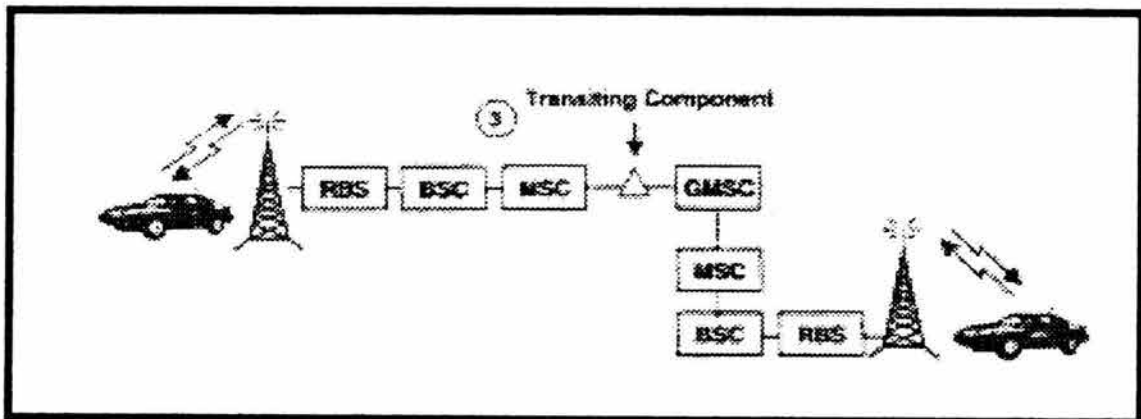 Transiting Component
3
RBS
BSC
MSC
GMSC
MSC
BSC
RBS